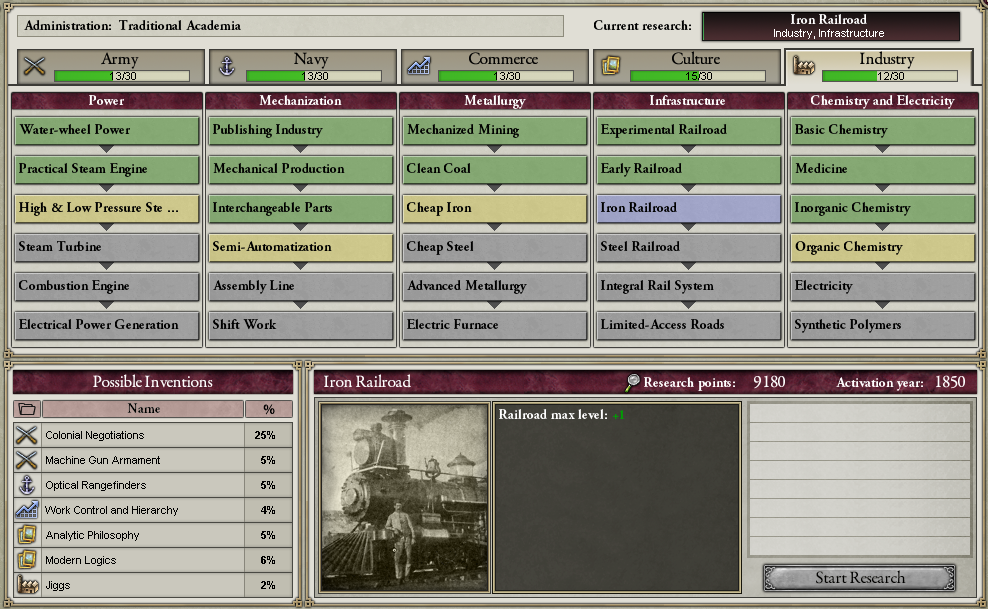 Administration: Traditional Academia
Current research:
Iron Railroad
Industry, Infrastructure
Army
13/30
Navy
13/30
Commerce
13/30
Culture
15/30
Industry
12/30
Power
Mechanization
Metallurgy
Infrastructure
Chemistry and Electricity
Water-wheel Power
Publishing Industry
Mechanized Mining
Experimental Railroad
Basic Chemistry
Practical Steam Engine
Mechanical Production
Clean Coal
Early Railroad
Medicine
High & Low Pressure Ste ...
Interchangeable Parts
Cheap Iron
Iron Railroad
Inorganic Chemistry
Steam Turbine
Semi-Automatization
Cheap Steel
Steel Railroad
Organic Chemistry
Combustion Engine
Assembly Line
Advanced Metallurgy
Integral Rail System
Electricity
Electrical Power Generation
Shift Work
Electric Furnace
Limited-Access Roads
Synthetic Polymers
Possible Inventions
Name %
Colonial Negotiations 25%
Machine Gun Armament 5%
Optical Rangefinders 5%
Work Control and Hierarchy 4%
Analytic Philosophy 5%
Modern Logics 6%
Jiggs 2%
Iron Railroad
Research points: 9180
Activation year: 1850
Railroad max level: +1
Start Research